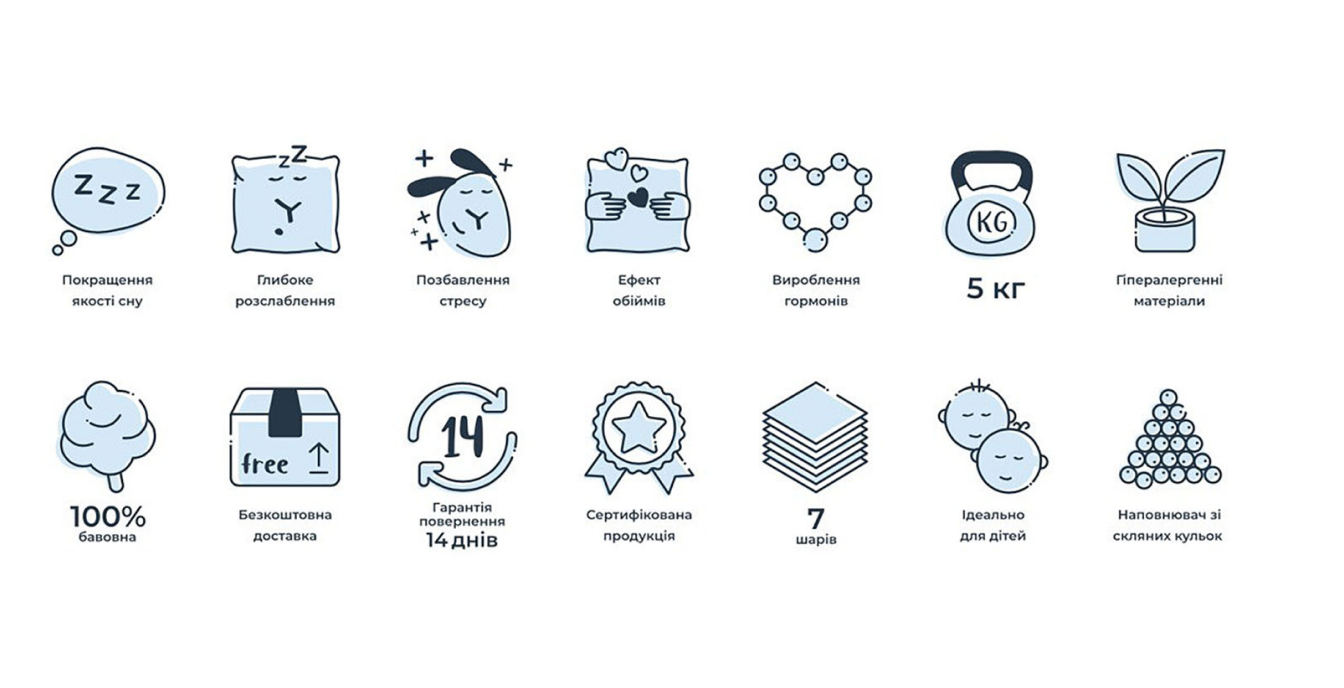 Z Z Z
Покращення
якості сну
z Z
Глибоке
розслаблення
Позбавлення
стресу
Ефект
обіймів
Вироблення
гормонів
KG
5 кг
Гіпералергенні
матеріали
100%
бавовна
free
Безкоштовна
доставка
14
Гарантія
повернення
14 днів
Сертифікована
продукція
7
шарів
Ідеально
для дітей
Наповнювач зі
скляних кульок